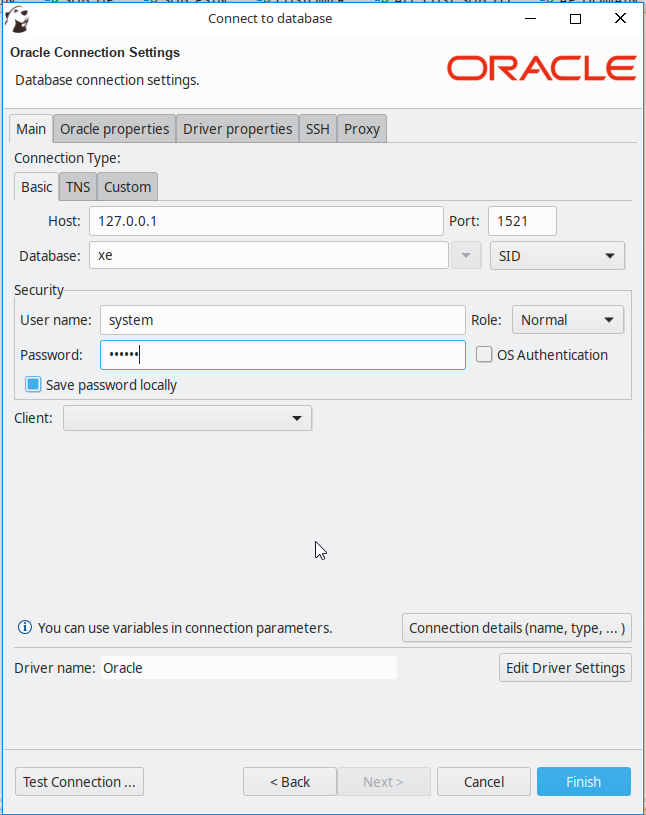 Connect to database
Oracle Connection Settings
Database connection settings.
ORACLE
Main Oracle properties Driver properties SSH Proxy
Connection Type:
Basic TNS Custom
Host: 127.0.0.1 Port: 1521
Database: xe SID
Security
User name: system Role: Normal
Password: •••••• OS Authentication
Save password locally
Client:
You can use variables in connection parameters. Connection details (name, type, ... )
Driver name: Oracle Edit Driver Settings
Test Connection ... < Back Next > Cancel Finish